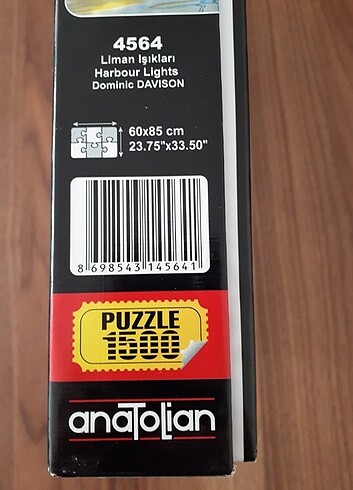 4564
Liman Işıkları
Harbour Lights
Dominic DAVISON
60x85 cm
23.75"x33.50"
8 698543 145641
PUZZLE
1500
anaTolian